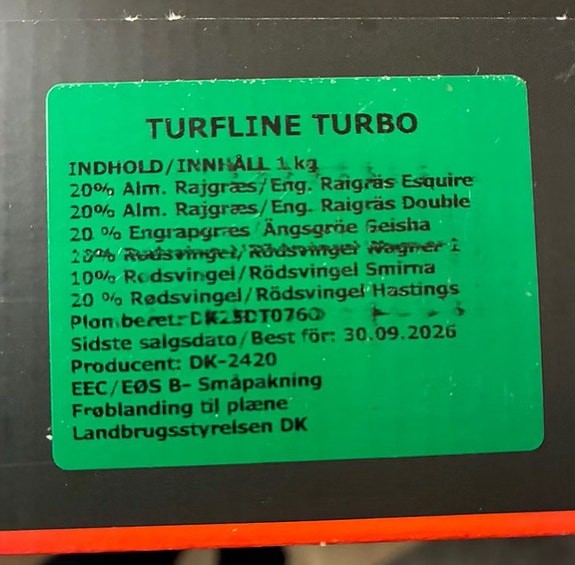 TURFLINE TURBO
INDHOLD/INNHÅLL 1 kg
20% Alm. Rajgræs/Eng. Raigräs Esquire
20% Alm. Rajgræs/Eng. Raigräs Double
20 % Engrapgræs/Ängsgröe Geisha
Rødsvingel/Rödsvingel Wagner 1
10% Rødsvingel/Rödsvingel Smirna
20 % Rødsvingel/Rödsvingel Hastings
Sidste salgsdato/Best för: 30.09.2026
Producent: DK-2420
EEC/EØS B- Småpakning
Frøblanding til plæne
Landbrugsstyrelsen DK